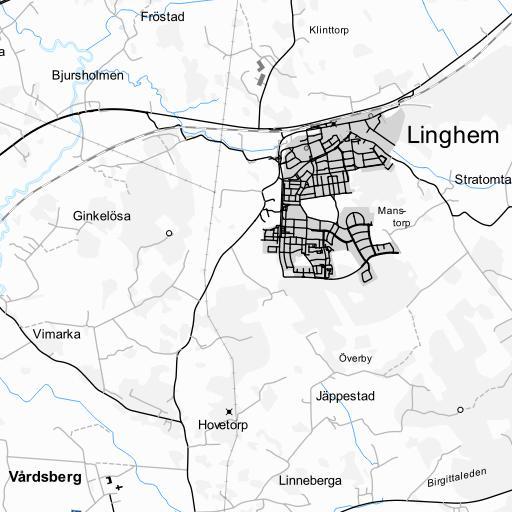 Fröstad
Klinttorp
Bjursholmen
Linghem
Stratomta
Mans-
torp
Ginkelösa
Vimarka
Överby
Jäppestad
Hovetorp
Vårdsberg
Linneberga
Birgittaleden